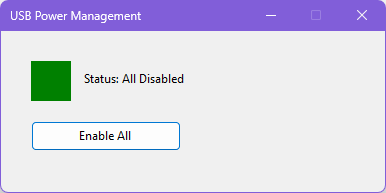 USB Power Management
Status: All Disabled
Enable All